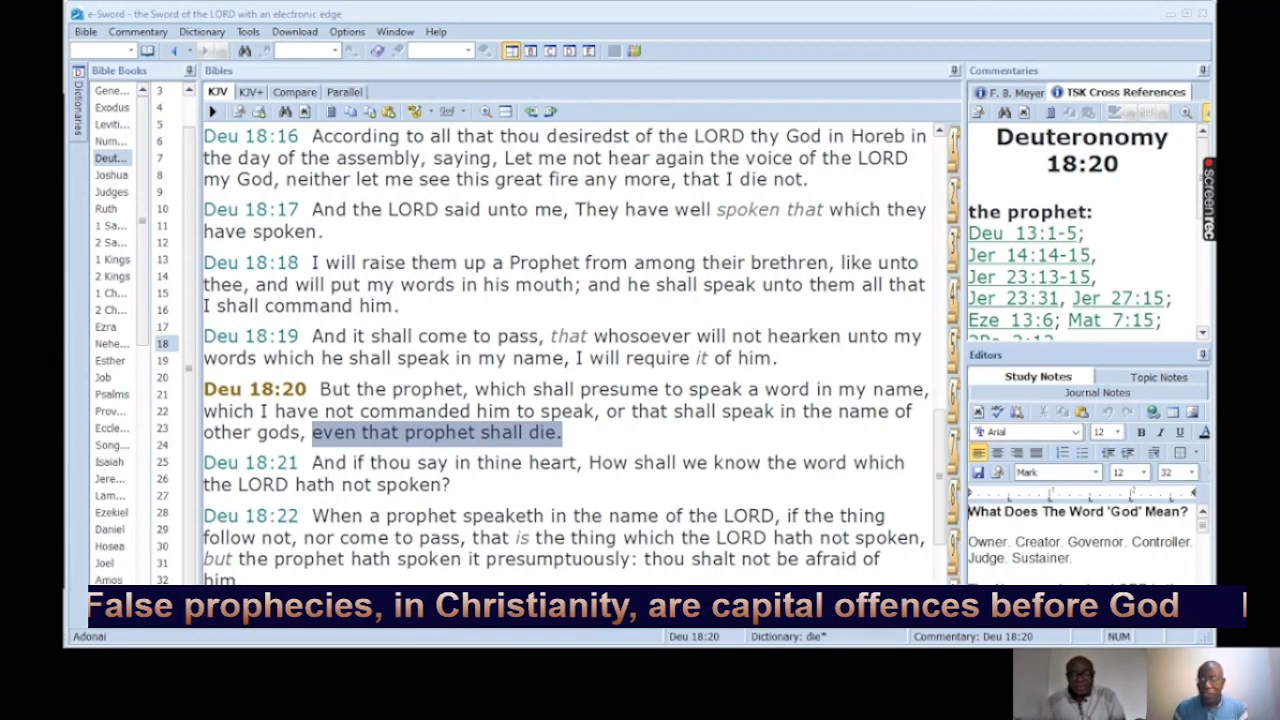 e-Sword - the Sword of the LORD with an electronic edge
Bible Commentary Dictionary Tools Download Options Window Help
Dictionaries
Bible Books
Gene...
Exodus
Leviti...
Num...
Deut...
Joshua
Judges
Ruth
1 Sa...
2 Sa...
1 Kings
2 Kings
1 Ch...
2 Ch...
Ezra
Nehe...
Esther
Job
Psalms
Prov...
Eccle...
Song...
Isaiah
Jere...
Lam...
Ezekiel
Daniel
Hosea
Joel
Amos
3
4
5
6
7
8
9
10
11
12
13
14
15
16
17
18
19
20
21
22
23
24
25
26
27
28
29
30
31
32
Bibles
KJV KJV+ Compare Parallel
Deu 18:16 According to all that thou desiredst of the LORD thy God in Horeb in
the day of the assembly, saying, Let me not hear again the voice of the LORD
my God, neither let me see this great fire any more, that I die not.
Deu 18:17 And the LORD said unto me, They have well spoken that which they
have spoken.
Deu 18:18 I will raise them up a Prophet from among their brethren, like unto
thee, and will put my words in his mouth; and he shall speak unto them all that
I shall command him.
Deu 18:19 And it shall come to pass, that whosoever will not hearken unto my
words which he shall speak in my name, I will require it of him.
Deu 18:20 But the prophet, which shall presume to speak a word in my name,
which I have not commanded him to speak, or that shall speak in the name of
other gods, even that prophet shall die.
Deu 18:21 And if thou say in thine heart, How shall we know the word which
the LORD hath not spoken?
Deu 18:22 When a prophet speaketh in the name of the LORD, if the thing
follow not, nor come to pass, that is the thing which the LORD hath not spoken,
but the prophet hath spoken it presumptuously: thou shalt not be afraid of
him
Commentaries
F. B. Meyer TSK Cross References
Deuteronomy
18:20
the prophet:
Deu 13:1-5;
Jer 14:14-15,
Jer 23:13-15,
Jer 23:31, Jer 27:15;
Eze 13:6; Mat 7:15;
screenrec
Editors
Study Notes Topic Notes
Journal Notes
Arial 12 B I U A
Mark 12 32
What Does The Word 'God' Mean?
Owner. Creator. Governor. Controller.
Judge. Sustainer.
False prophecies, in Christianity, are capital offences before God
Adonai Deu 18:20 Dictionary: die* Commentary: Deu 18:20 NUM